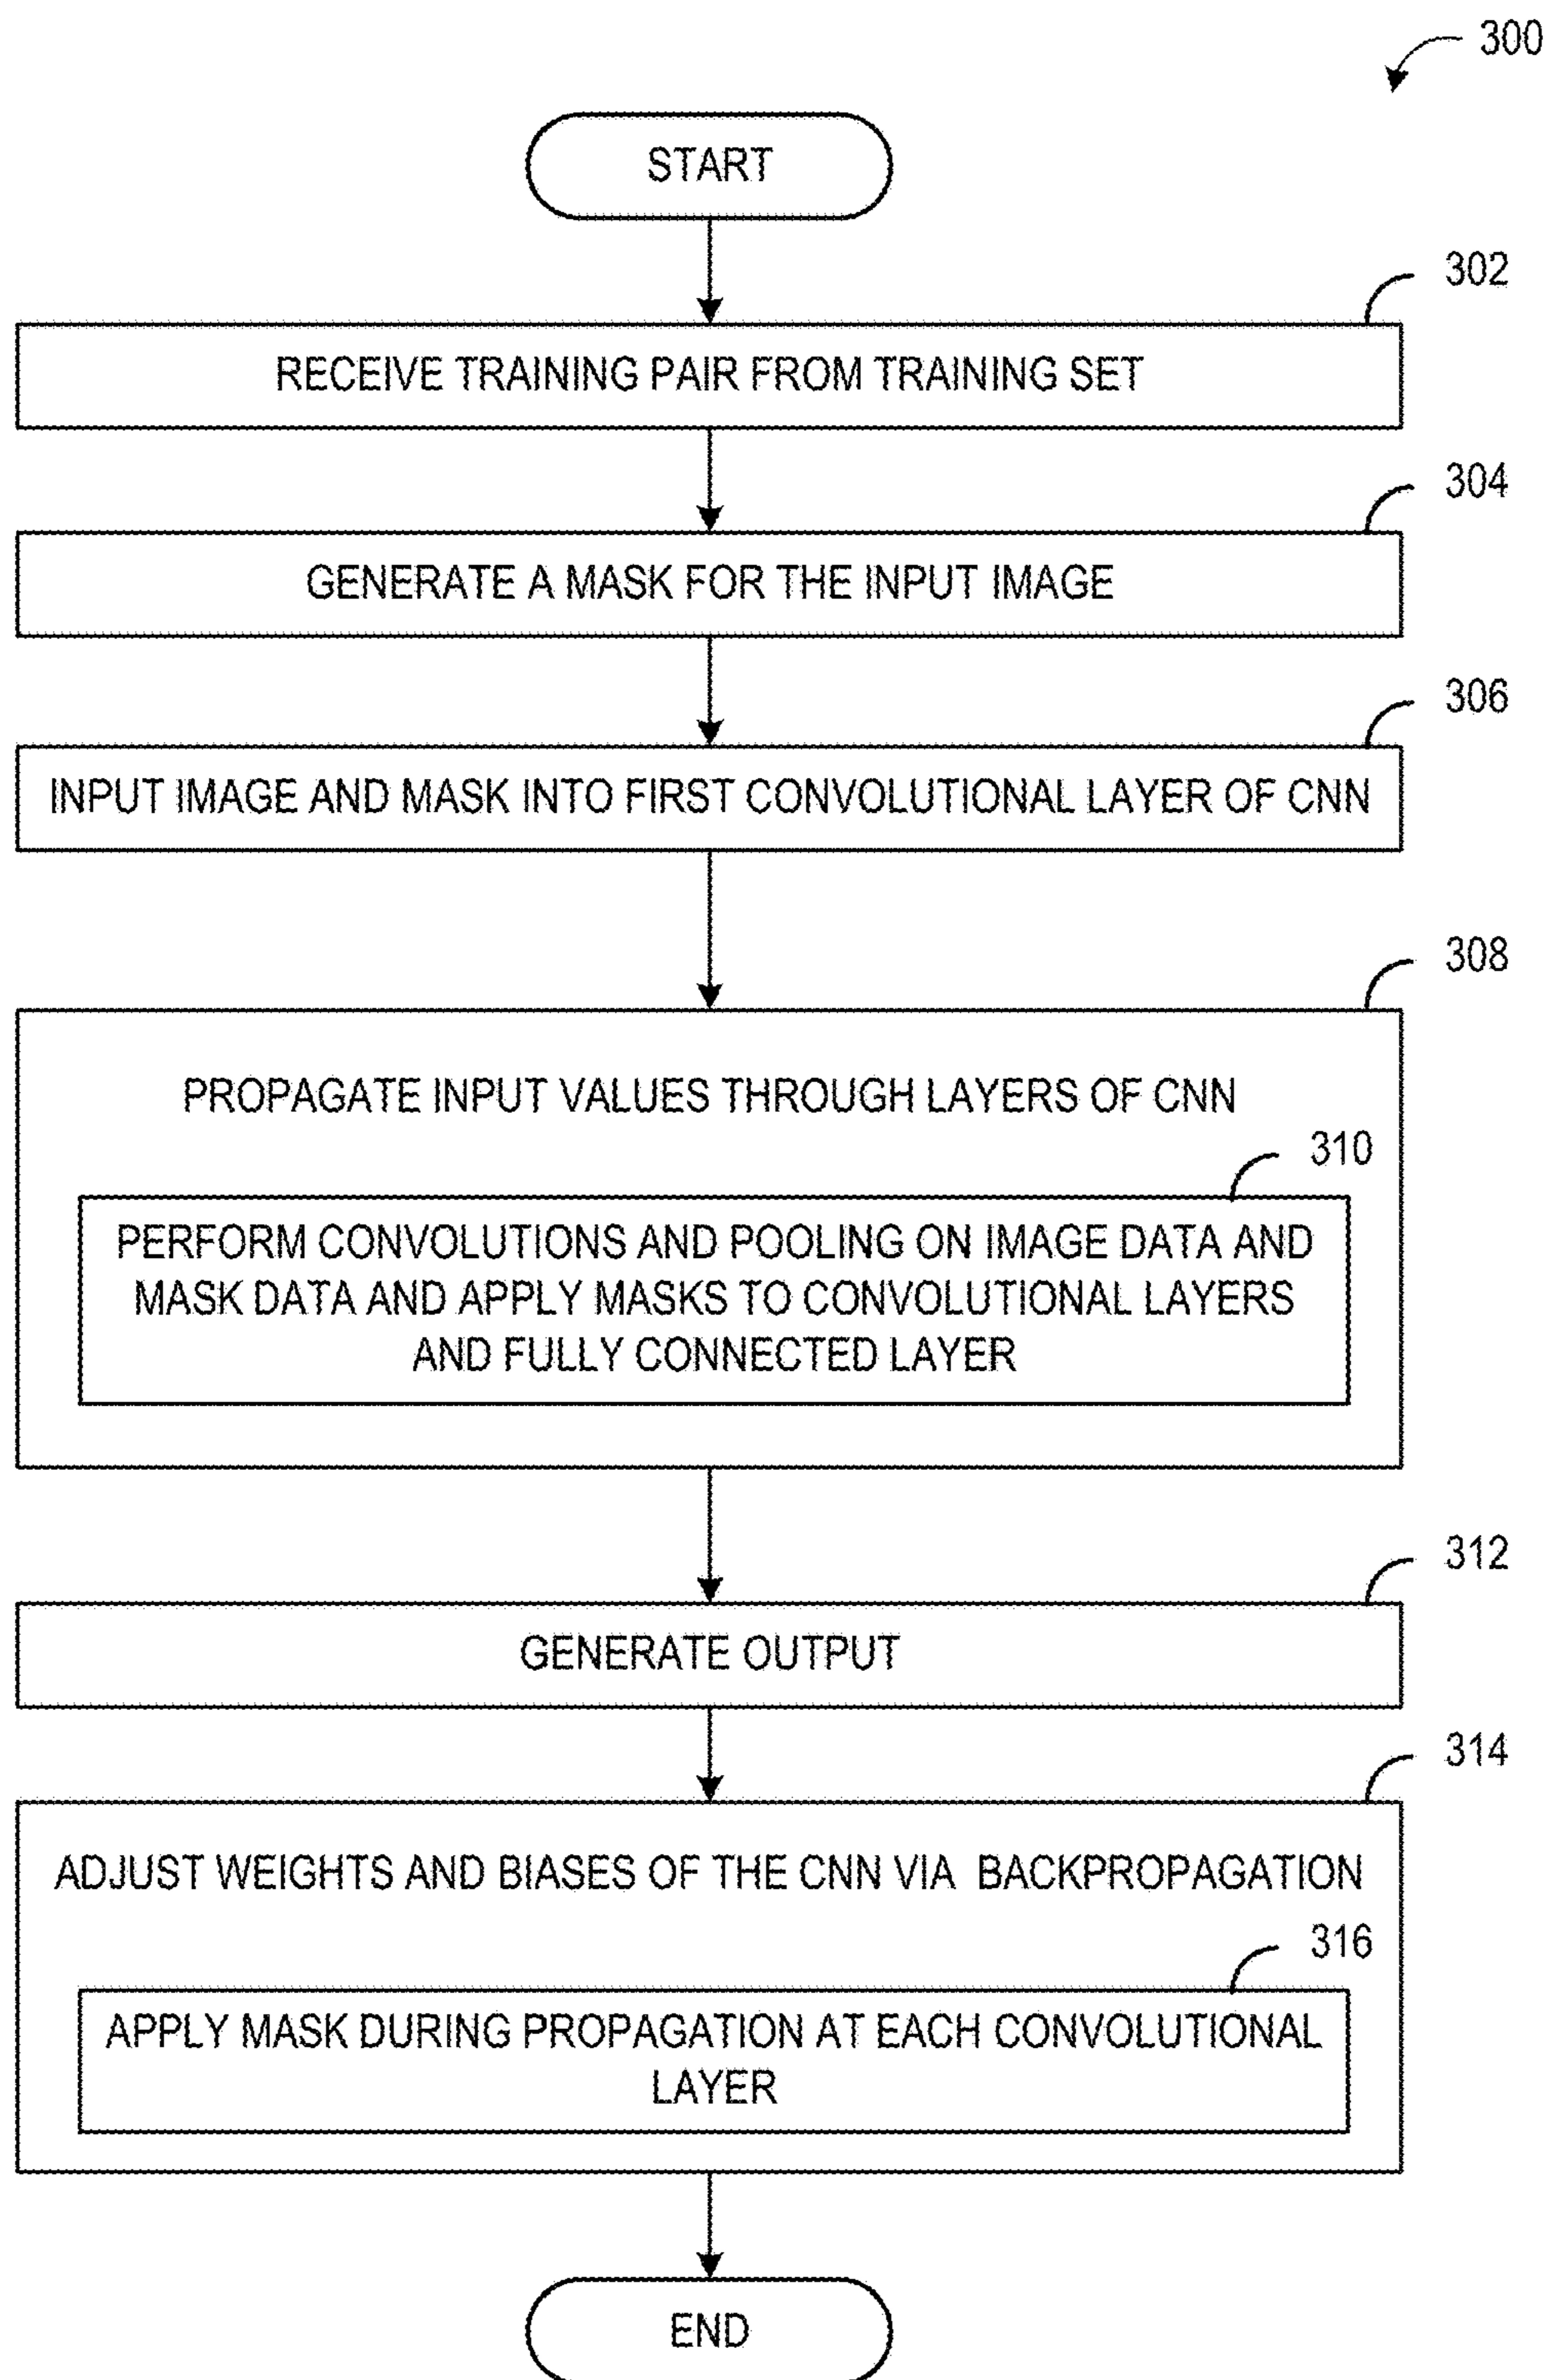 300
START
302
RECEIVE TRAINING PAIR FROM TRAINING SET
304
GENERATE A MASK FOR THE INPUT IMAGE
306
INPUT IMAGE AND MASK INTO FIRST CONVOLUTIONAL LAYER OF CNN
308
PROPAGATE INPUT VALUES THROUGH LAYERS OF CNN
310
PERFORM CONVOLUTIONS AND POOLING ON IMAGE DATA AND
MASK DATA AND APPLY MASKS TO CONVOLUTIONAL LAYERS
AND FULLY CONNECTED LAYER
312
GENERATE OUTPUT
314
ADJUST WEIGHTS AND BIASES OF THE CNN VIA BACKPROPAGATION
316
APPLY MASK DURING PROPAGATION AT EACH CONVOLUTIONAL
LAYER
END